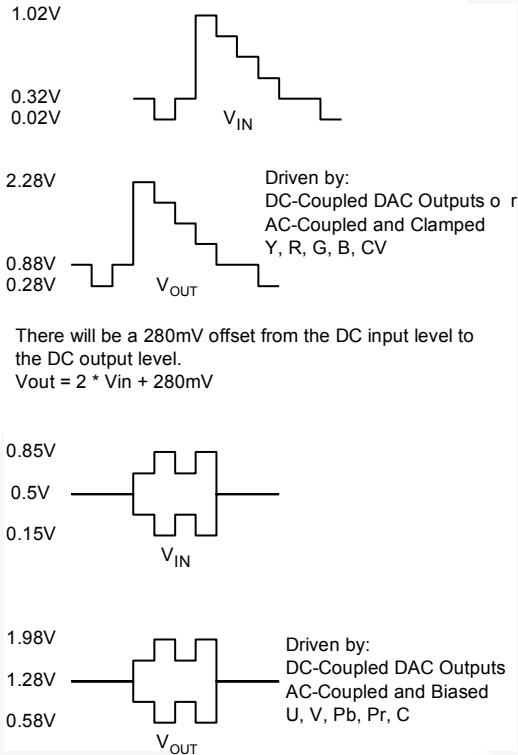 1.02V
0.32V
0.02V
VIN
2.28V
0.88V
0.28V
VOUT
Driven by:
DC-Coupled DAC Outputs o r
AC-Coupled and Clamped
Y, R, G, B, CV
There will be a 280mV offset from the DC input level to
the DC output level.
Vout = 2 * Vin + 280mV
0.85V
0.5V
0.15V
VIN
1.98V
1.28V
0.58V
VOUT
Driven by:
DC-Coupled DAC Outputs
AC-Coupled and Biased
U, V, Pb, Pr, C